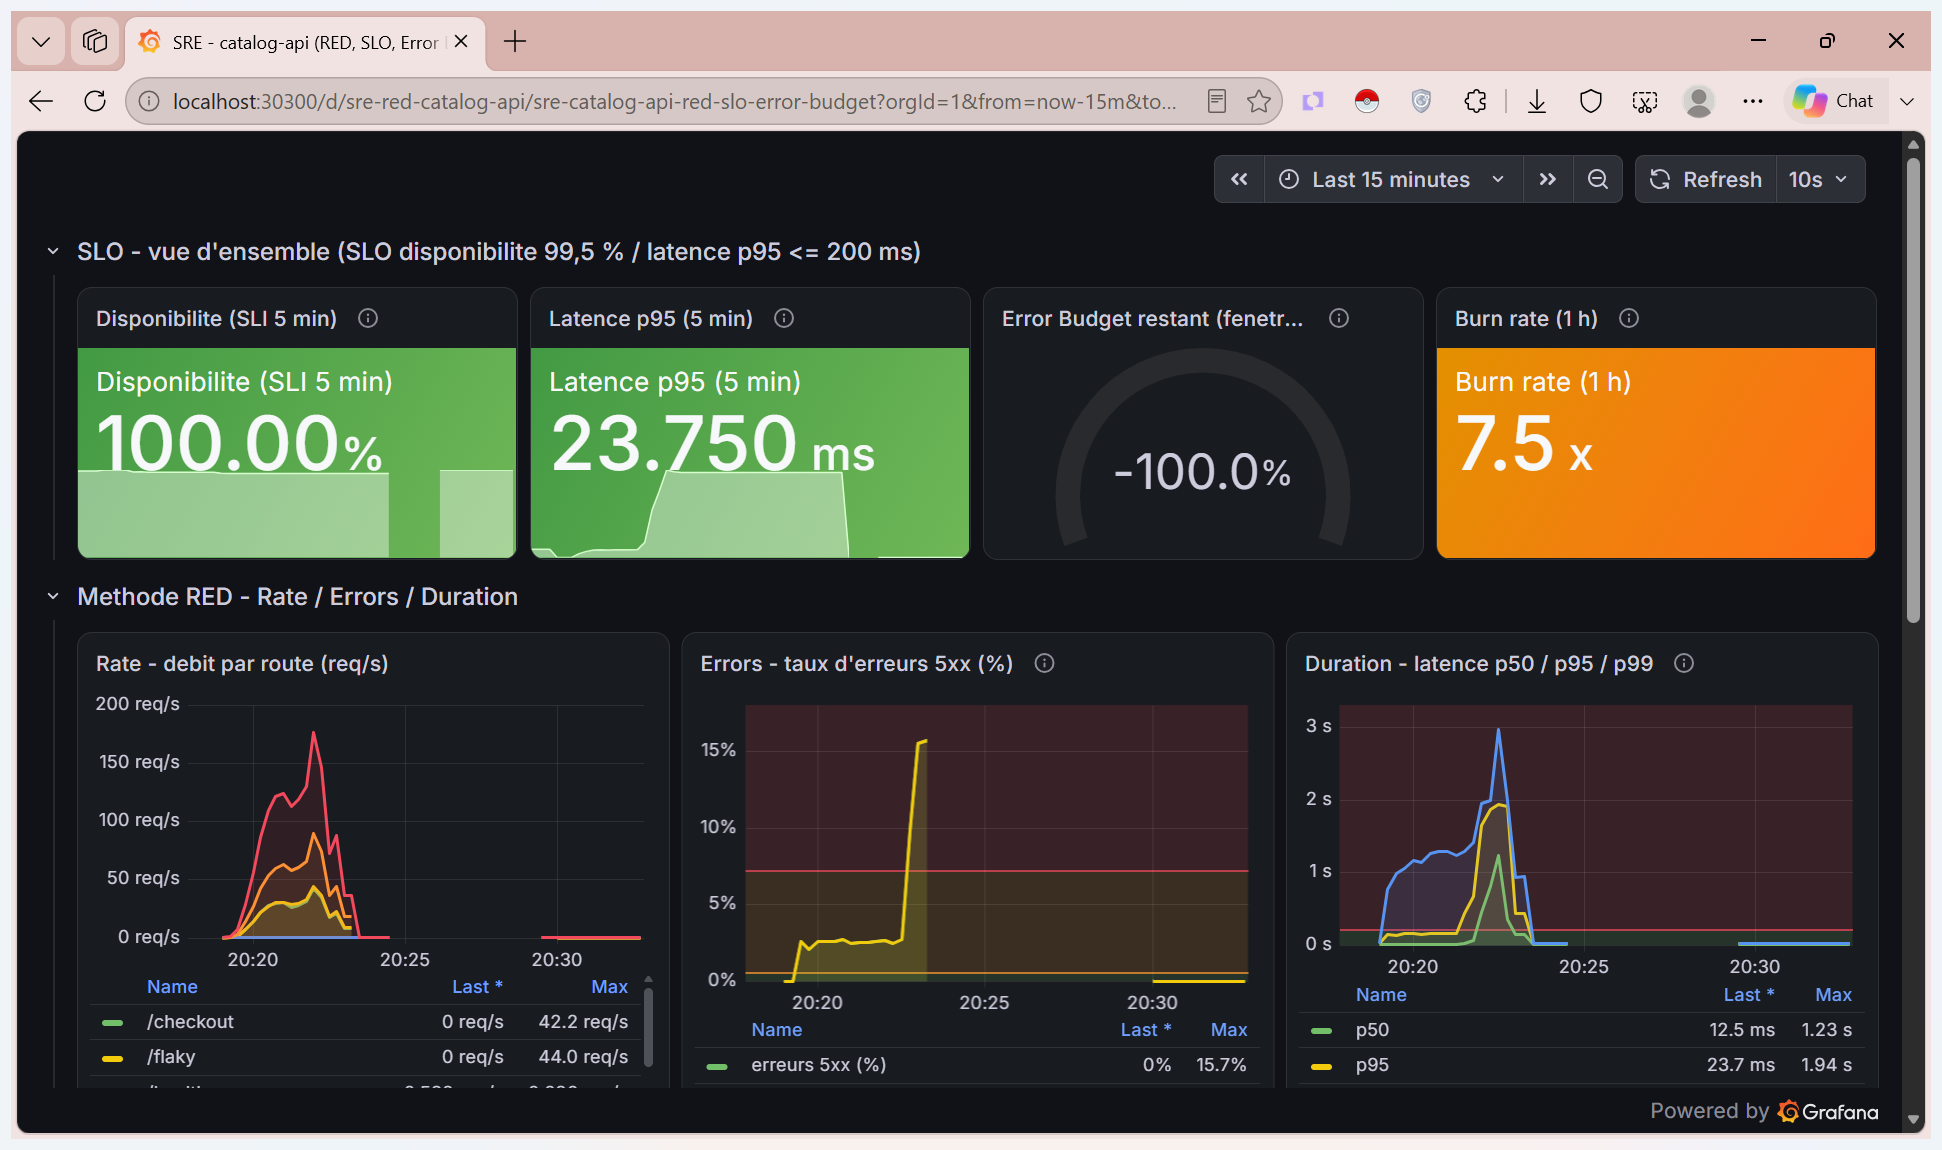 SRE - catalog-api (RED, SLO, Error
localhost:30300/d/sre-red-catalog-api/sre-catalog-api-red-slo-error-budget?orgId=1&from=now-15m&to...
Chat
Last 15 minutes
Refresh
10s
SLO - vue d'ensemble (SLO disponibilite 99,5 % / latence p95 <= 200 ms)
Disponibilite (SLI 5 min)
Latence p95 (5 min)
Error Budget restant (fenetr...
Burn rate (1 h)
Disponibilite (SLI 5 min)
100.00%
Latence p95 (5 min)
23.750 ms
-100.0%
Burn rate (1 h)
7.5 x
Methode RED - Rate / Errors / Duration
Rate - debit par route (req/s)
200 req/s
150 req/s
100 req/s
50 req/s
0 req/s
20:20 20:25 20:30
Name Last * Max
/checkout 0 req/s 42.2 req/s
/flaky 0 req/s 44.0 req/s
Errors - taux d'erreurs 5xx (%)
15%
10%
5%
0%
20:20 20:25 20:30
Name Last * Max
erreurs 5xx (%) 0% 15.7%
Duration - latence p50 / p95 / p99
3 s
2 s
1 s
0 s
20:20 20:25 20:30
Name Last * Max
p50 12.5 ms 1.23 s
p95 23.7 ms 1.94 s
Powered by Grafana